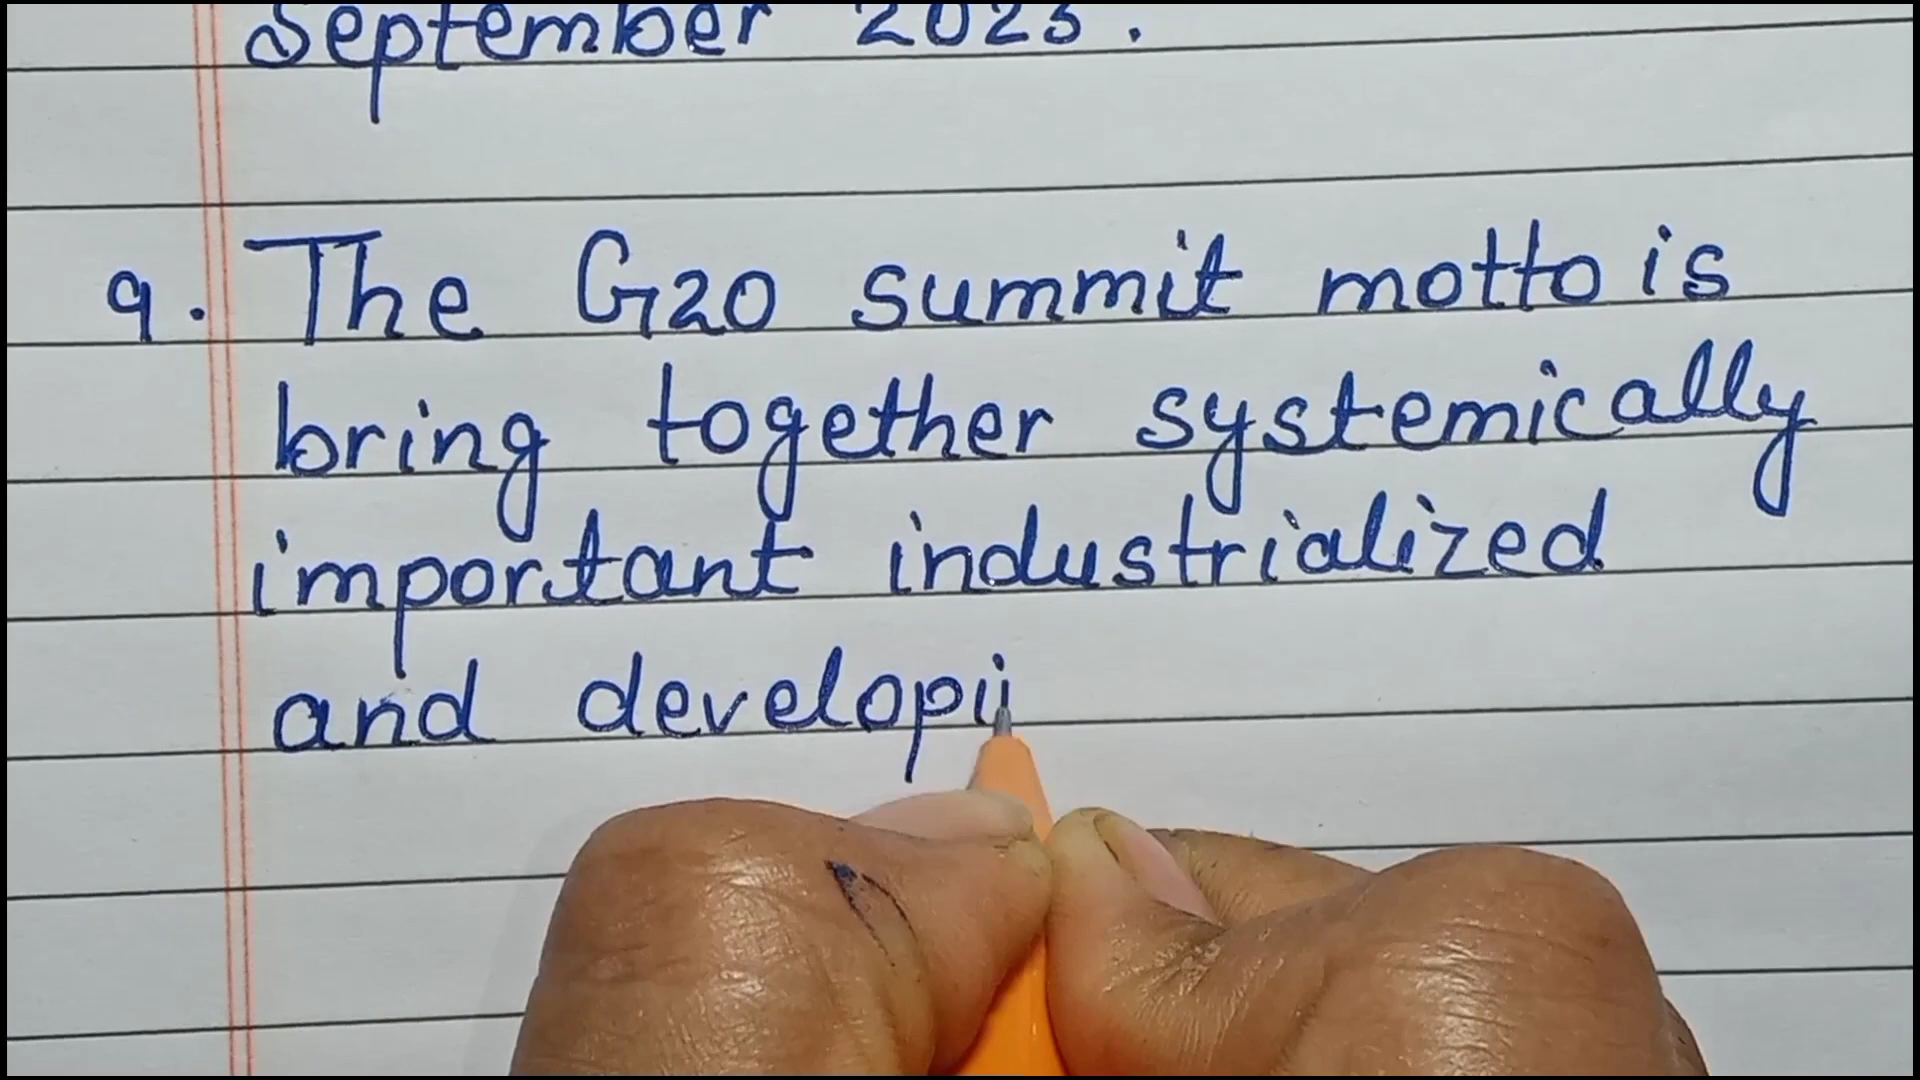 September 2023.
9. The G20 summit motto is
bring together systemically
important industrialized
and developi